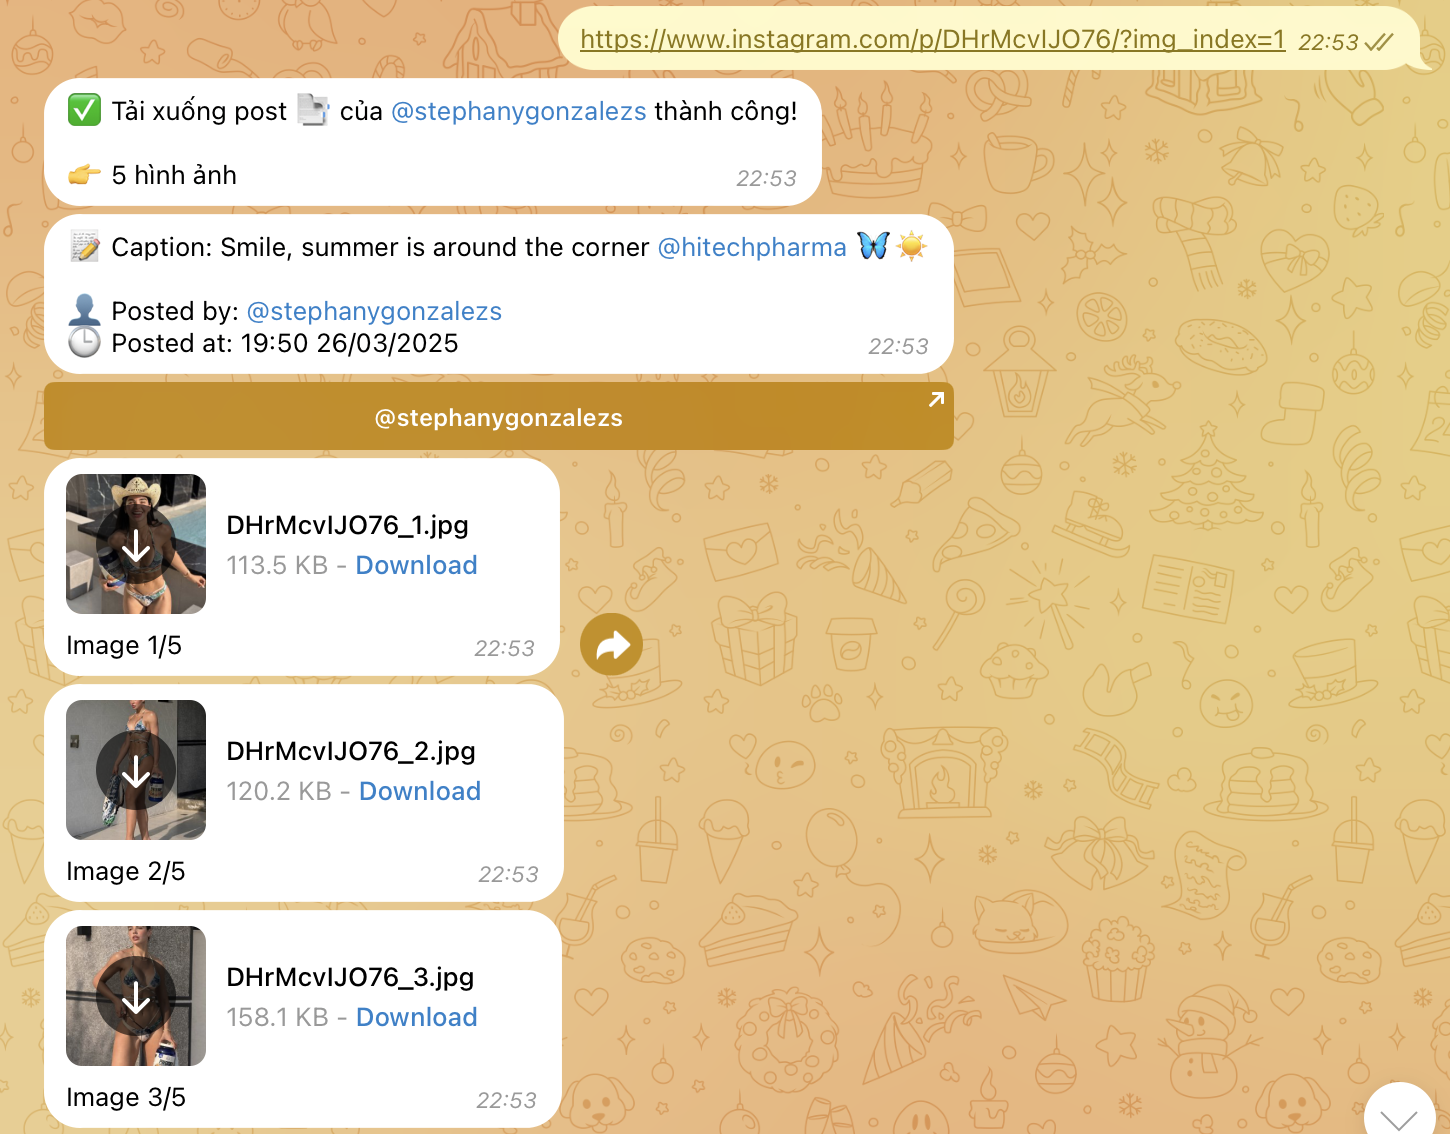 https://www.instagram.com/p/DHrMcvIJO76/?img_index=1 22:53
Tải xuống post của @stephanygonzalezs thành công!
5 hình ảnh 22:53
Caption: Smile, summer is around the corner @hitechpharma
Posted by: @stephanygonzalezs
Posted at: 19:50 26/03/2025 22:53
@stephanygonzalezs
DHrMcvIJO76_1.jpg
113.5 KB - Download
Image 1/5 22:53
DHrMcvIJO76_2.jpg
120.2 KB - Download
Image 2/5 22:53
DHrMcvIJO76_3.jpg
158.1 KB - Download
Image 3/5 22:53